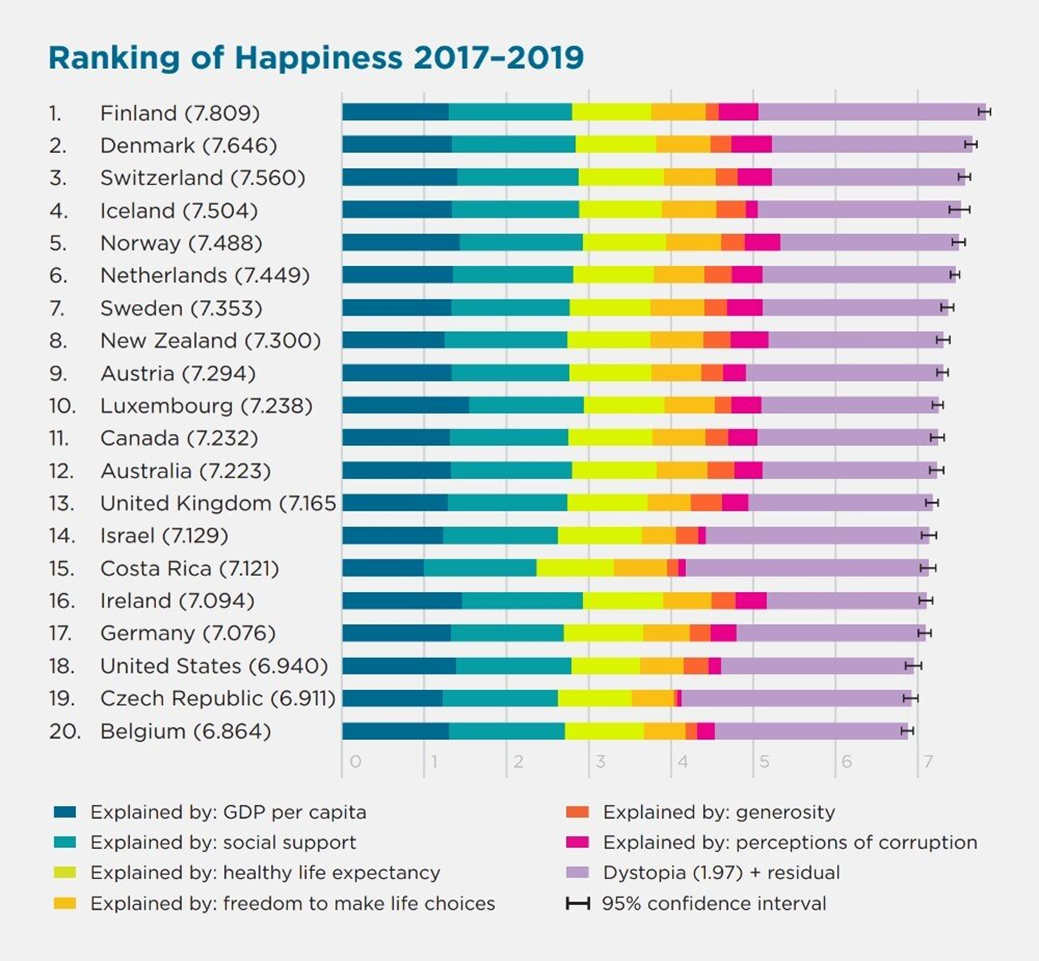 Ranking of Happiness 2017–2019
1. Finland (7.809)
2. Denmark (7.646)
3. Switzerland (7.560)
4. Iceland (7.504)
5. Norway (7.488)
6. Netherlands (7.449)
7. Sweden (7.353)
8. New Zealand (7.300)
9. Austria (7.294)
10. Luxembourg (7.238)
11. Canada (7.232)
12. Australia (7.223)
13. United Kingdom (7.165
14. Israel (7.129)
15. Costa Rica (7.121)
16. Ireland (7.094)
17. Germany (7.076)
18. United States (6.940)
19. Czech Republic (6.911)
20. Belgium (6.864)
0 1 2 3 4 5 6 7
Explained by: GDP per capita
Explained by: social support
Explained by: healthy life expectancy
Explained by: freedom to make life choices
Explained by: generosity
Explained by: perceptions of corruption
Dystopia (1.97) + residual
95% confidence interval